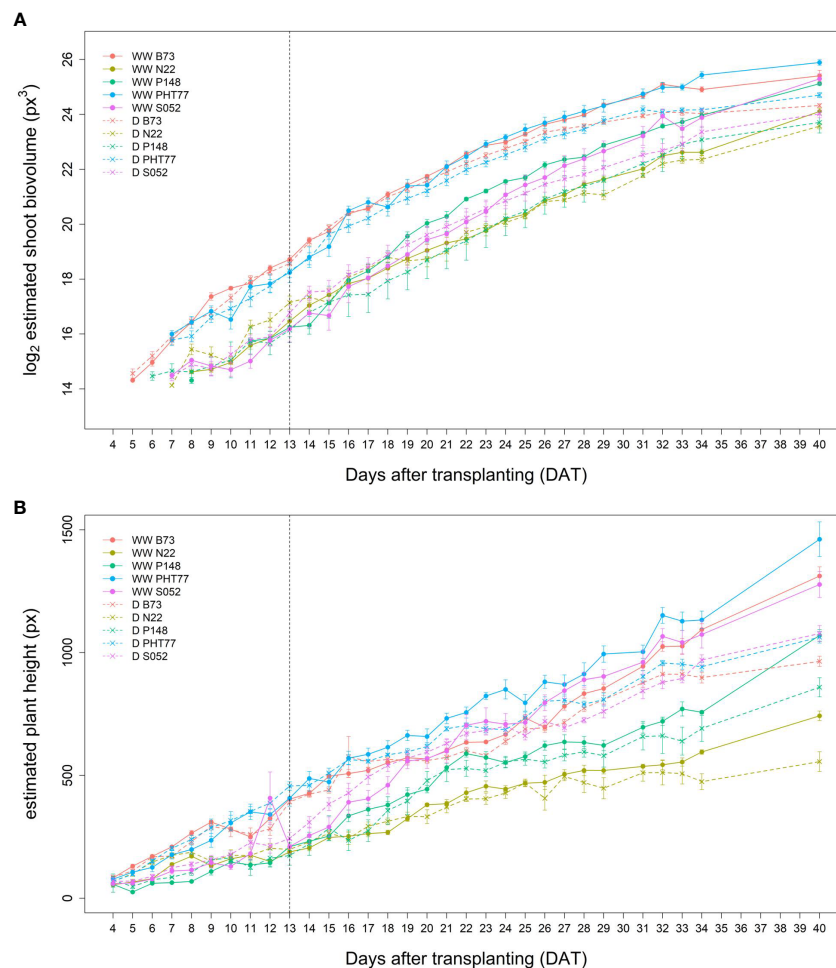 A
log₂ estimated shoot biovolume (px³)
26
24
22
20
18
16
14
WW B73
WW N22
WW P148
WW PHT77
WW S052
D B73
D N22
D P148
D PHT77
D S052
4 5 6 7 8 9 10 11 12 13 14 15 16 17 18 19 20 21 22 23 24 25 26 27 28 29 30 31 32 33 34 35 36 37 38 39 39 40
Days after transplanting (DAT)
B
estimated plant height (px)
1500
1000
500
0
WW B73
WW N22
WW P148
WW PHT77
WW S052
D B73
D N22
D P148
D PHT77
D S052
4 5 6 7 8 9 10 11 12 13 14 15 16 17 18 19 20 21 22 23 24 25 26 27 28 29 30 31 32 33 34 35 36 37 38 39 39 40
Days after transplanting (DAT)